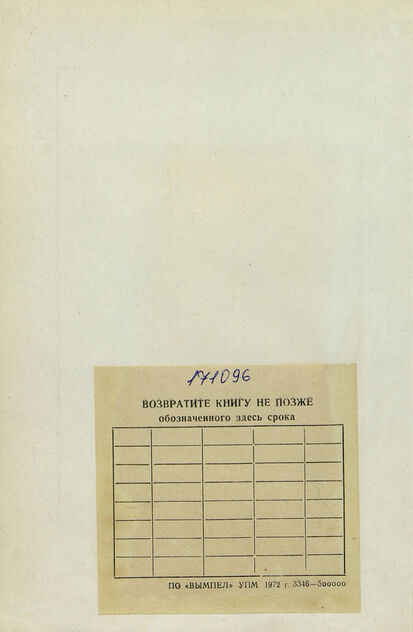 171096
ВОЗВРАТИТЕ КНИГУ НЕ ПОЗЖЕ
обозначенного здесь срока
ПО «ВЫМПЕЛ» УПМ 1972 г. 3346—500000